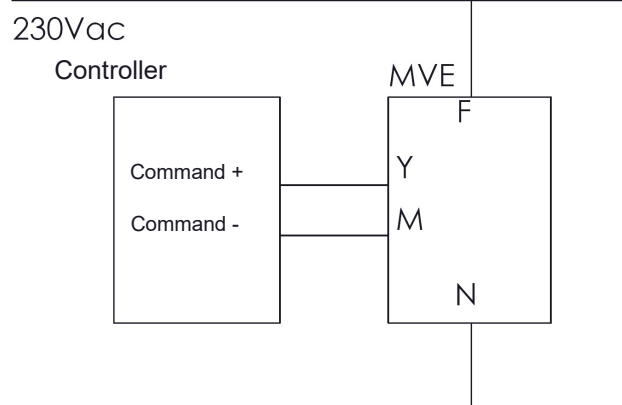 230Vac
Controller
MVE
F
Command +
Y
Command -
M
N